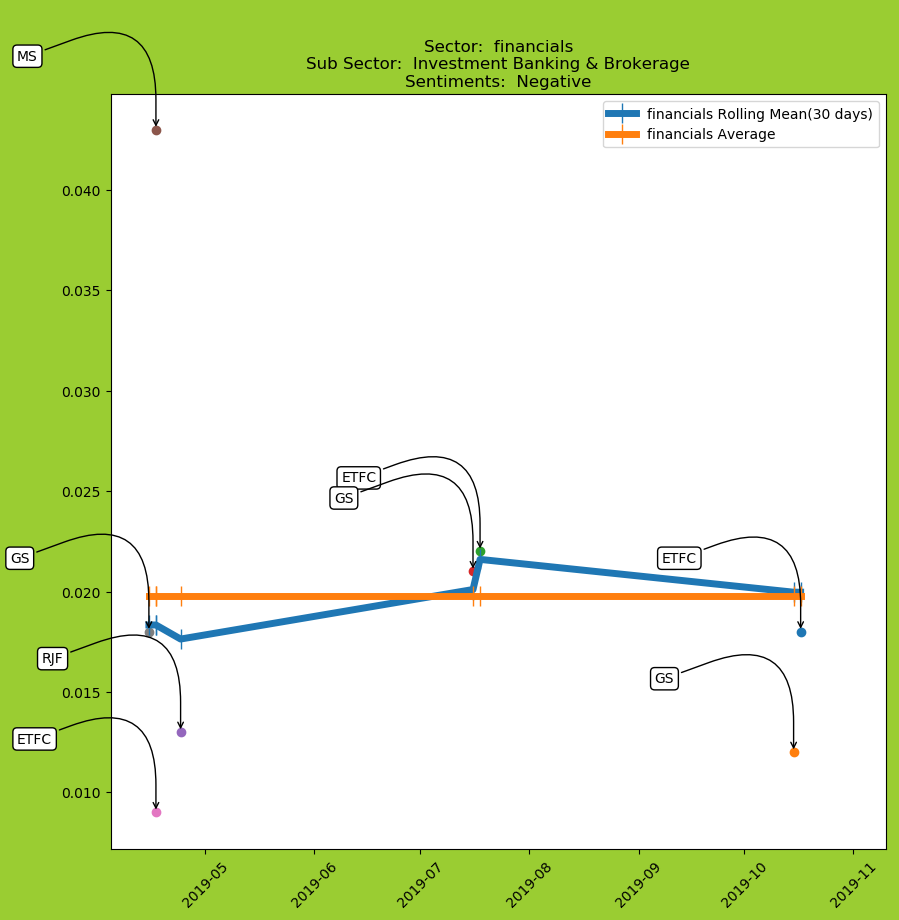 Sector:  financials
Sub Sector:  Investment Banking & Brokerage
Sentiments:  Negative
MS
financials Rolling Mean(30 days)
financials Average
0.040
0.035
0.030
0.025
0.020
0.015
0.010
ETFC
GS
GS
ETFC
RJF
GS
ETFC
2019-05
2019-06
2019-07
2019-08
2019-09
2019-10
2019-11